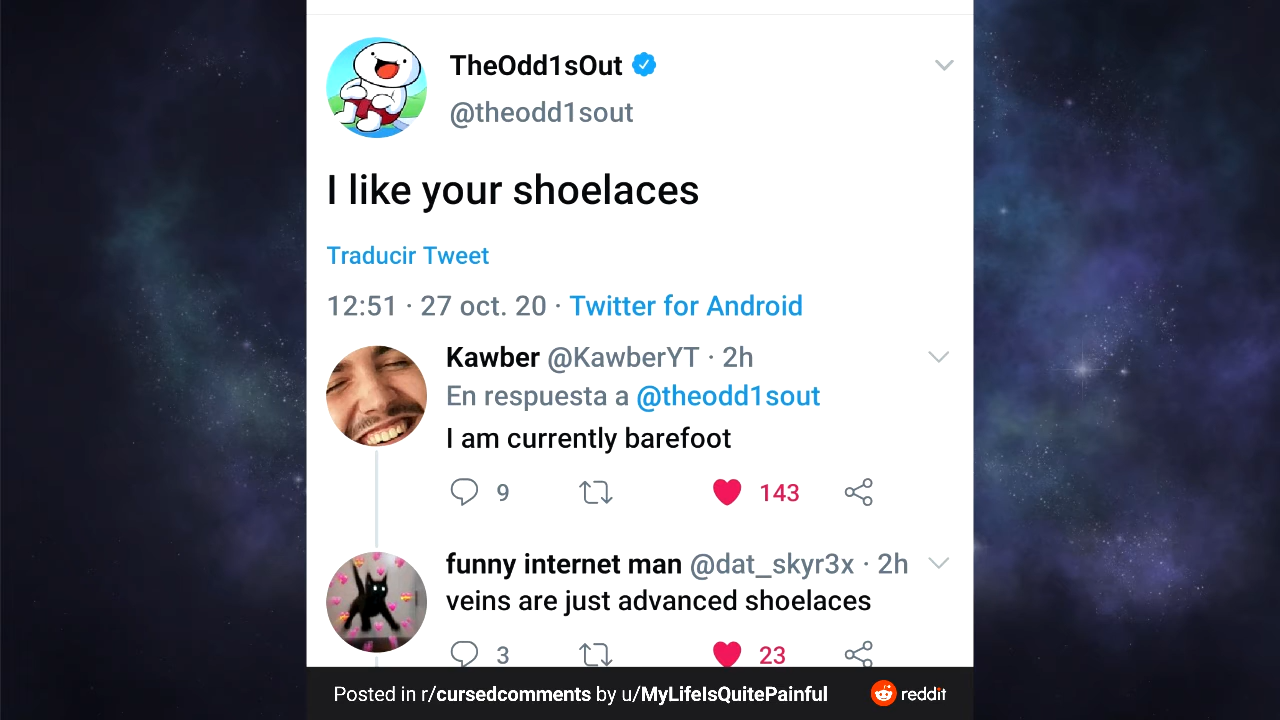 TheOdd1sOut
@theodd1sout
I like your shoelaces
Traducir Tweet
12:51 · 27 oct. 20 · Twitter for Android
Kawber @KawberYT · 2h
En respuesta a @theodd1sout
I am currently barefoot
9 143
funny internet man @dat_skyr3x · 2h
veins are just advanced shoelaces
3 23
Posted in r/cursedcomments by u/MyLifeIsQuitePainful reddit